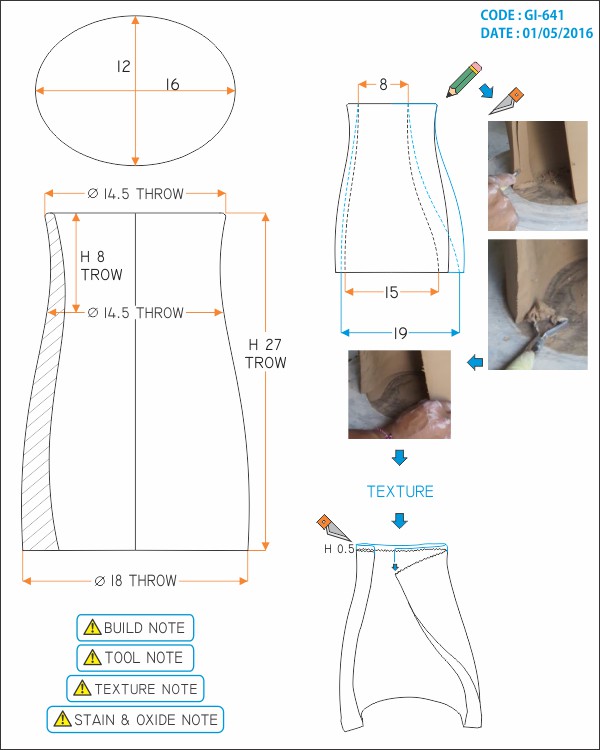 CODE : GI-641
DATE : 01/05/2016
12
16
8
Ø 14.5 THROW
H 8
TROW
Ø 14.5 THROW
H 27
TROW
15
19
TEXTURE
H 0.5
Ø 18 THROW
BUILD NOTE
TOOL NOTE
TEXTURE NOTE
STAIN & OXIDE NOTE